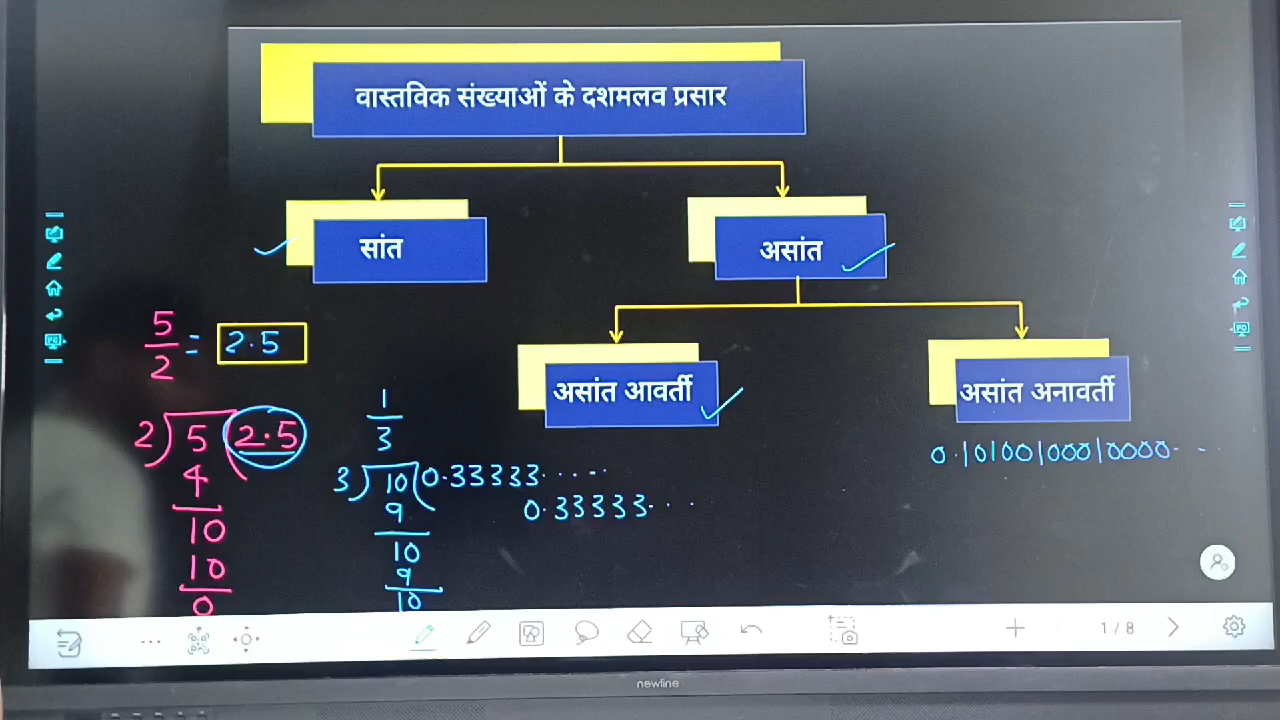 वास्तविक संख्याओं के दशमलव प्रसार
सांत
असांत
असांत आवर्ती
असांत अनावर्ती
5/2 = 2.5
2) 5 (2.5
4
10
10
0
1/3
3) 10 (0.33333.....
9
10
9
10
0.33333...
0.10100100010000...
1 / 8
newline